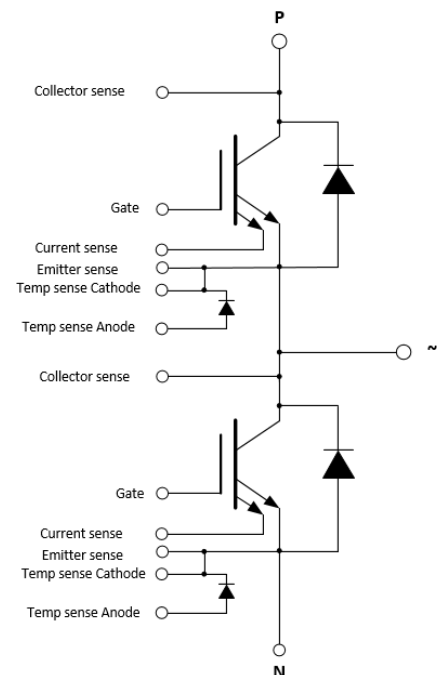 P
Collector sense
Gate
Current sense
Emitter sense
Temp sense Cathode
Temp sense Anode
~
Collector sense
Gate
Current sense
Emitter sense
Temp sense Cathode
Temp sense Anode
N